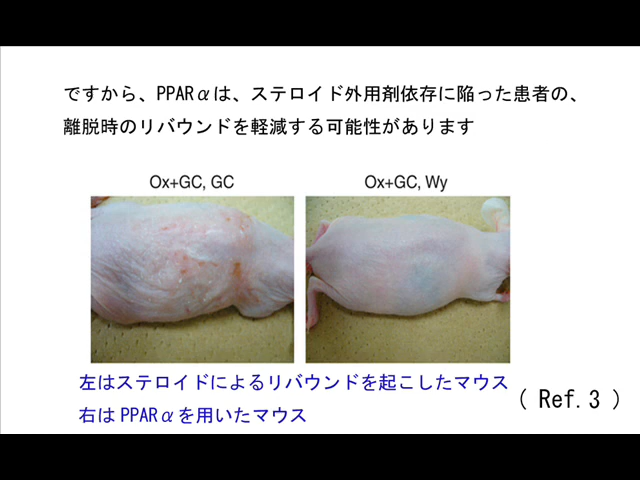 ですから、PPARαは、ステロイド外用剤依存に陥った患者の、
離脱時のリバウンドを軽減する可能性があります
Ox+GC, GC
Ox+GC, Wy
左はステロイドによるリバウンドを起こしたマウス
右はPPARαを用いたマウス
( Ref.3 )